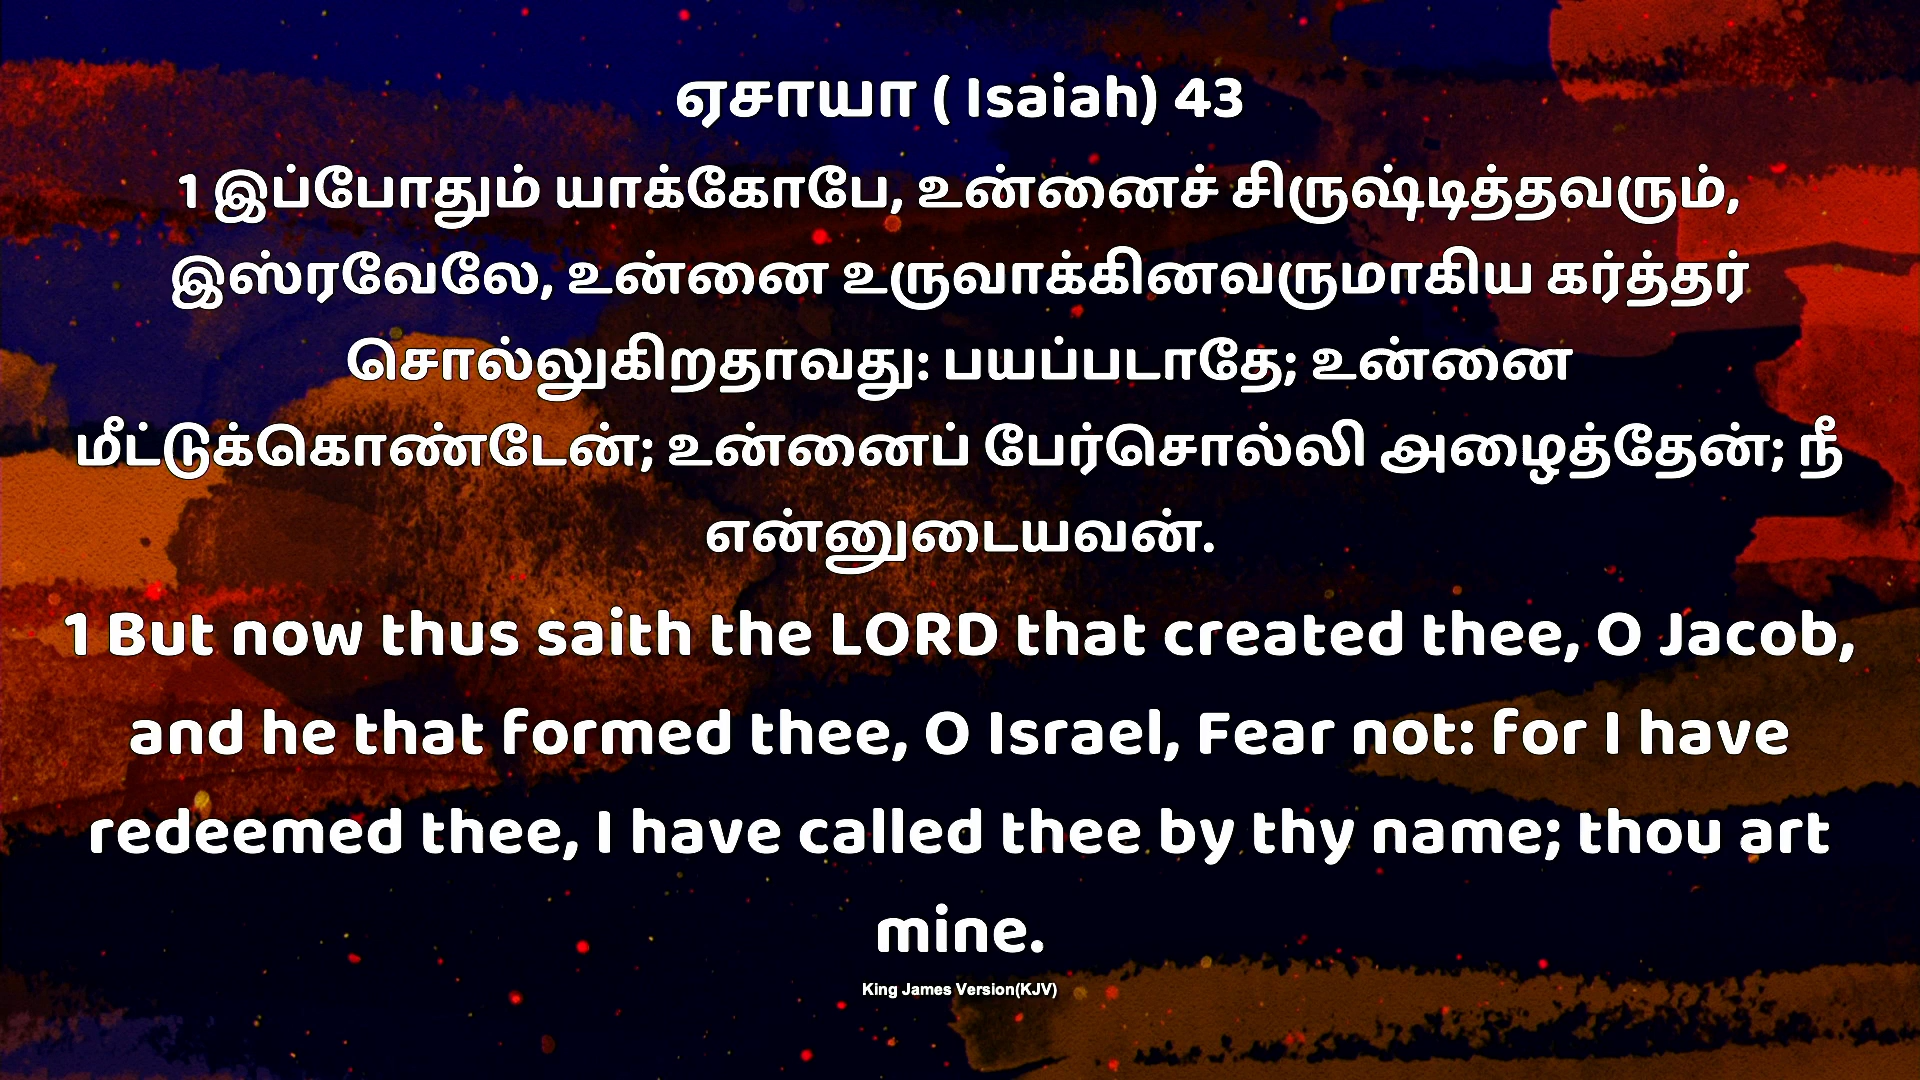 ஏசாயா ( Isaiah) 43
1 இப்போதும் யாக்கோபே, உன்னைச் சிருஷ்டித்தவரும்,
இஸ்ரவேலே, உன்னை உருவாக்கினவருமாகிய கர்த்தர்
சொல்லுகிறதாவது: பயப்படாதே; உன்னை
மீட்டுக்கொண்டேன்; உன்னைப் பேர்சொல்லி அழைத்தேன்; நீ
என்னுடையவன்.
1 But now thus saith the LORD that created thee, O Jacob,
and he that formed thee, O Israel, Fear not: for I have
redeemed thee, I have called thee by thy name; thou art
mine.
King James Version(KJV)